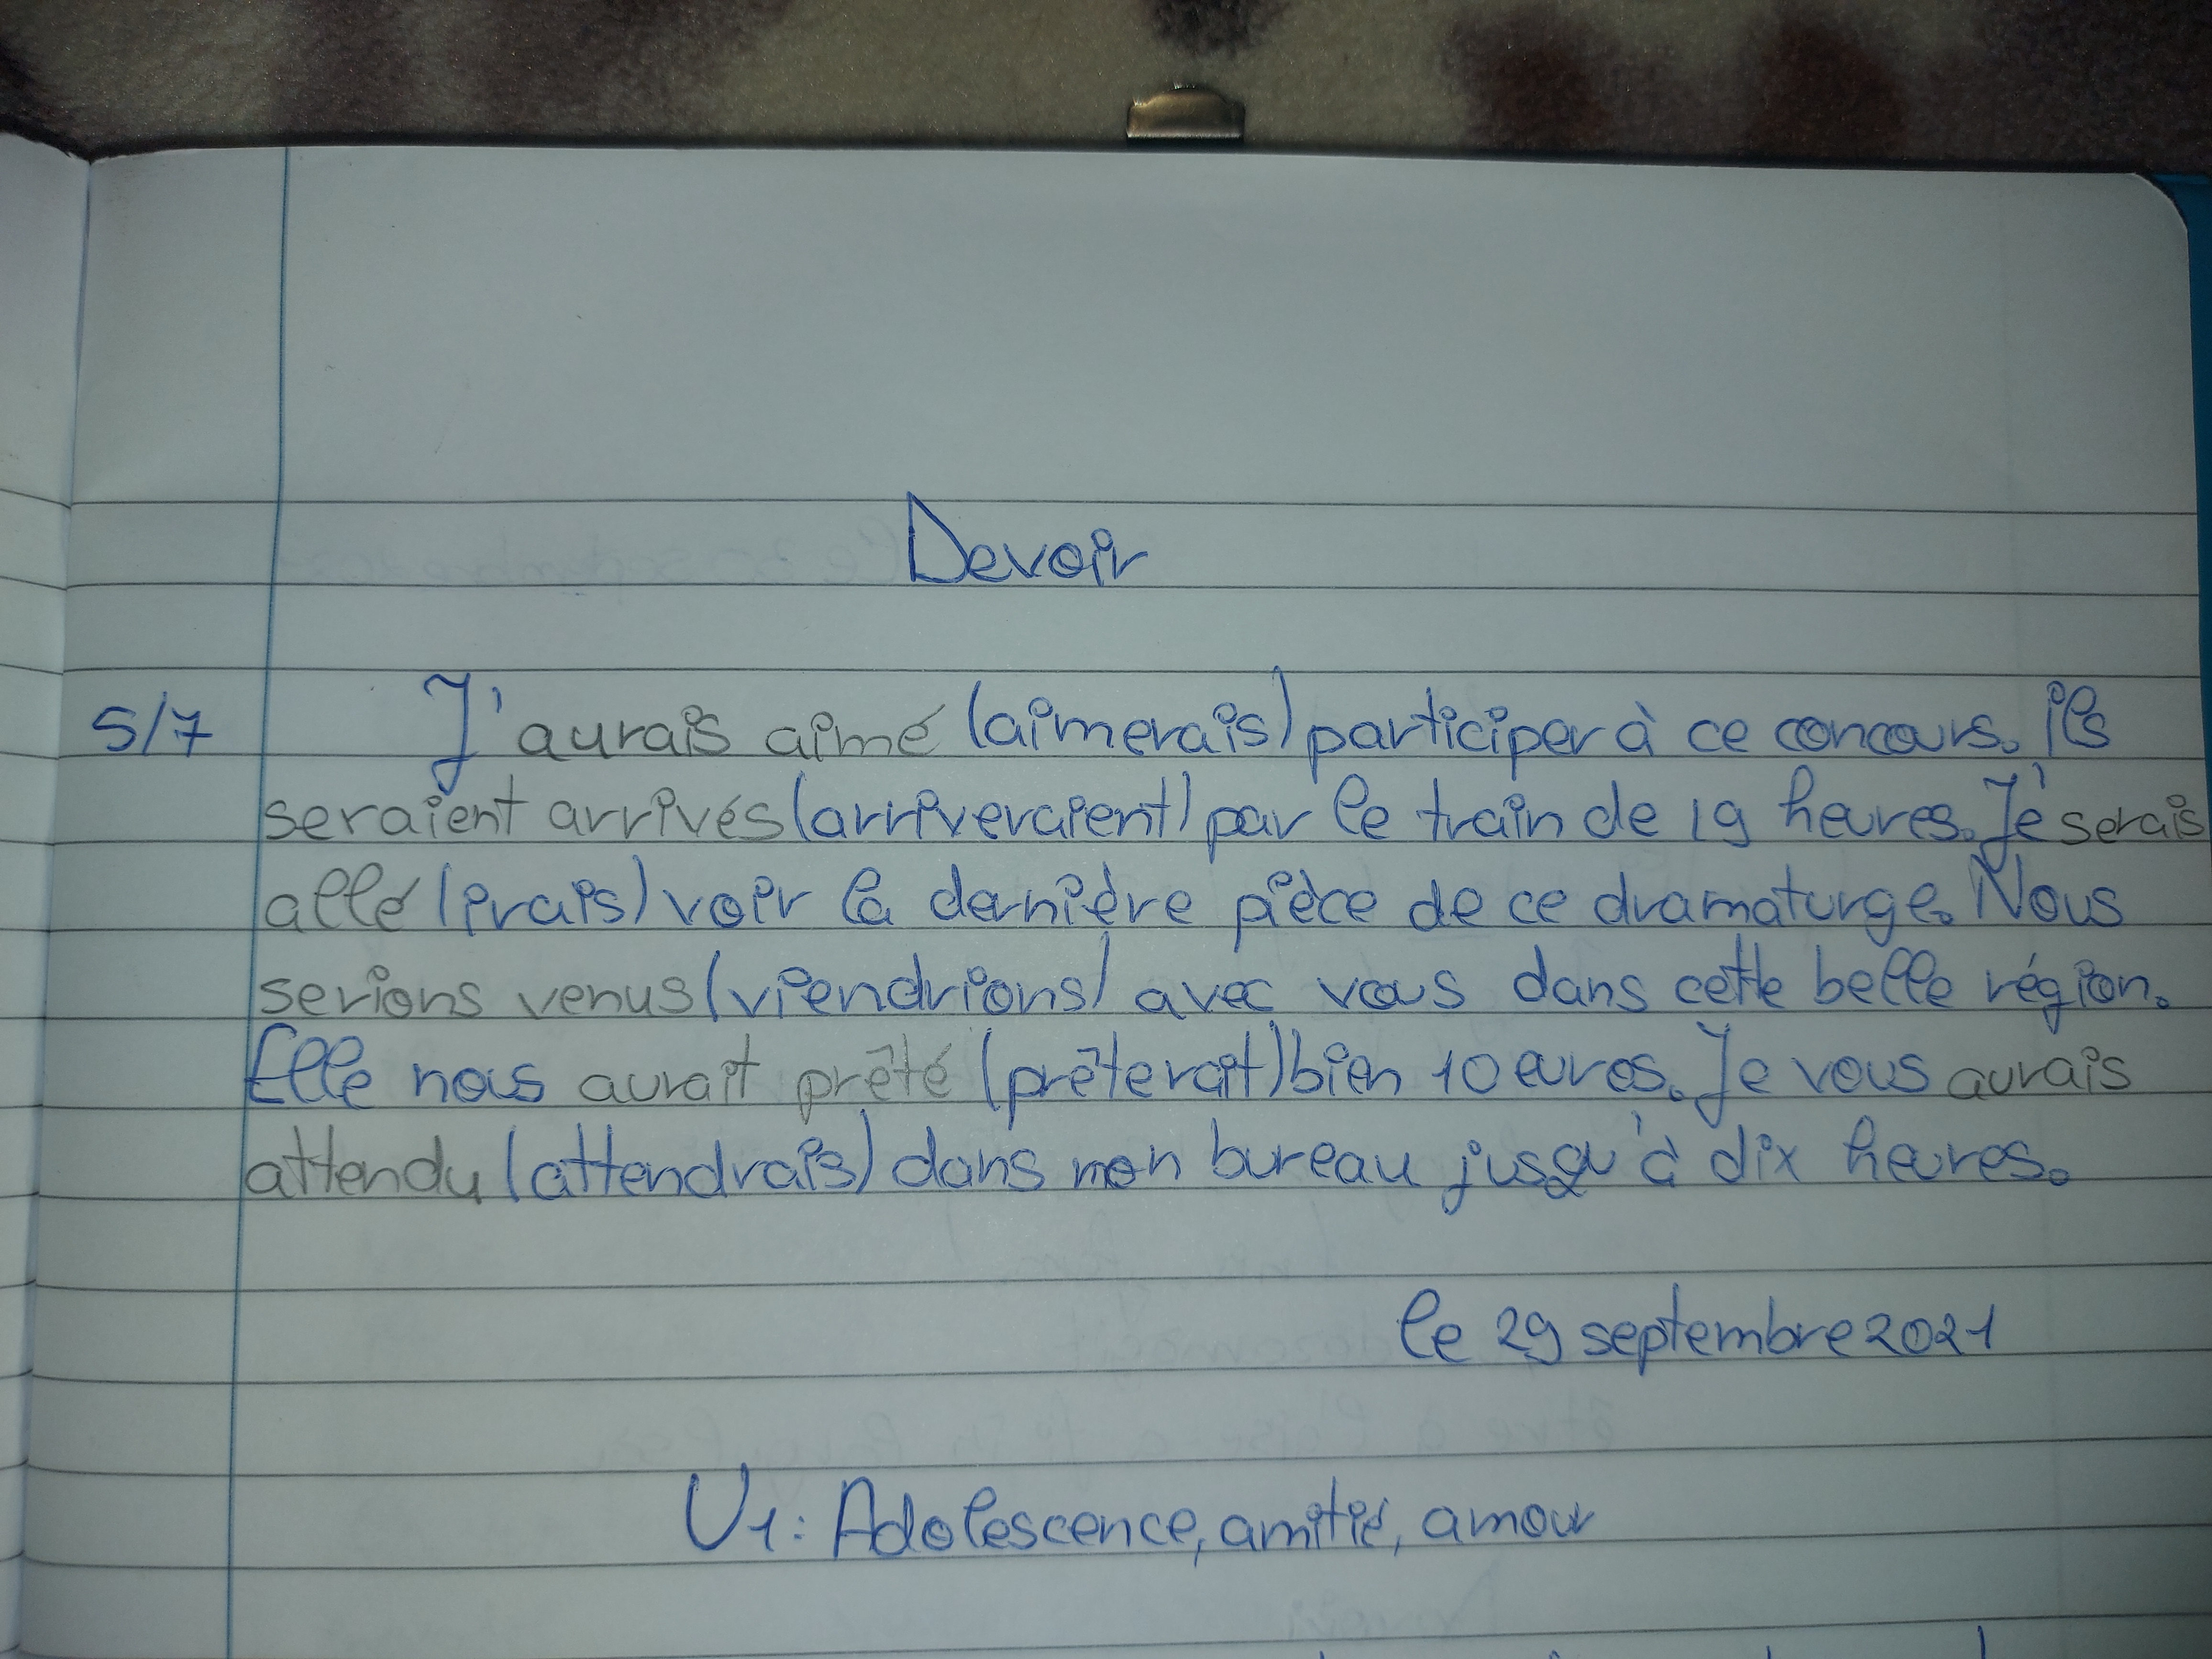 Devoir
5/7 J'aurais aimé (aimerais) participer à ce concours. ils
seraient arrivés (arriveraient) par le train de 19 heures. Je serais
allé (irais) voir la dernière pièce de ce dramaturge. Nous
serions venus (viendrions) avec vous dans cette belle région.
Elle nous aurait prêté (prêterait) bien 10 euros. Je vous aurais
attendu (attendrais) dans mon bureau jusqu'à dix heures.
le 29 septembre 2021
U1: Adolescence, amitié, amour